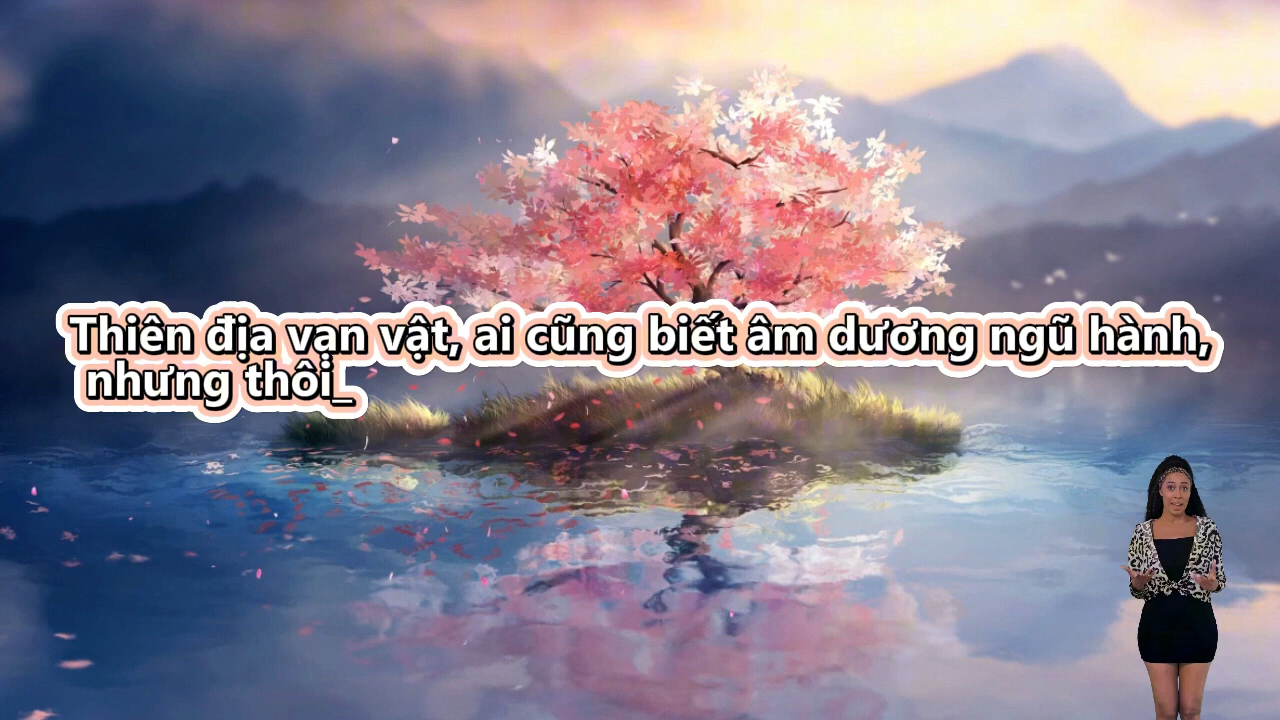 Thiên địa vạn vật, ai cũng biết âm dương ngũ hành,
nhưng thôi_